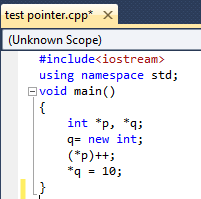 test pointer.cpp*
(Unknown Scope)
#include<iostream>
using namespace std;
void main()
{
int *p, *q;
q= new int;
(*p)++;
*q = 10;
}